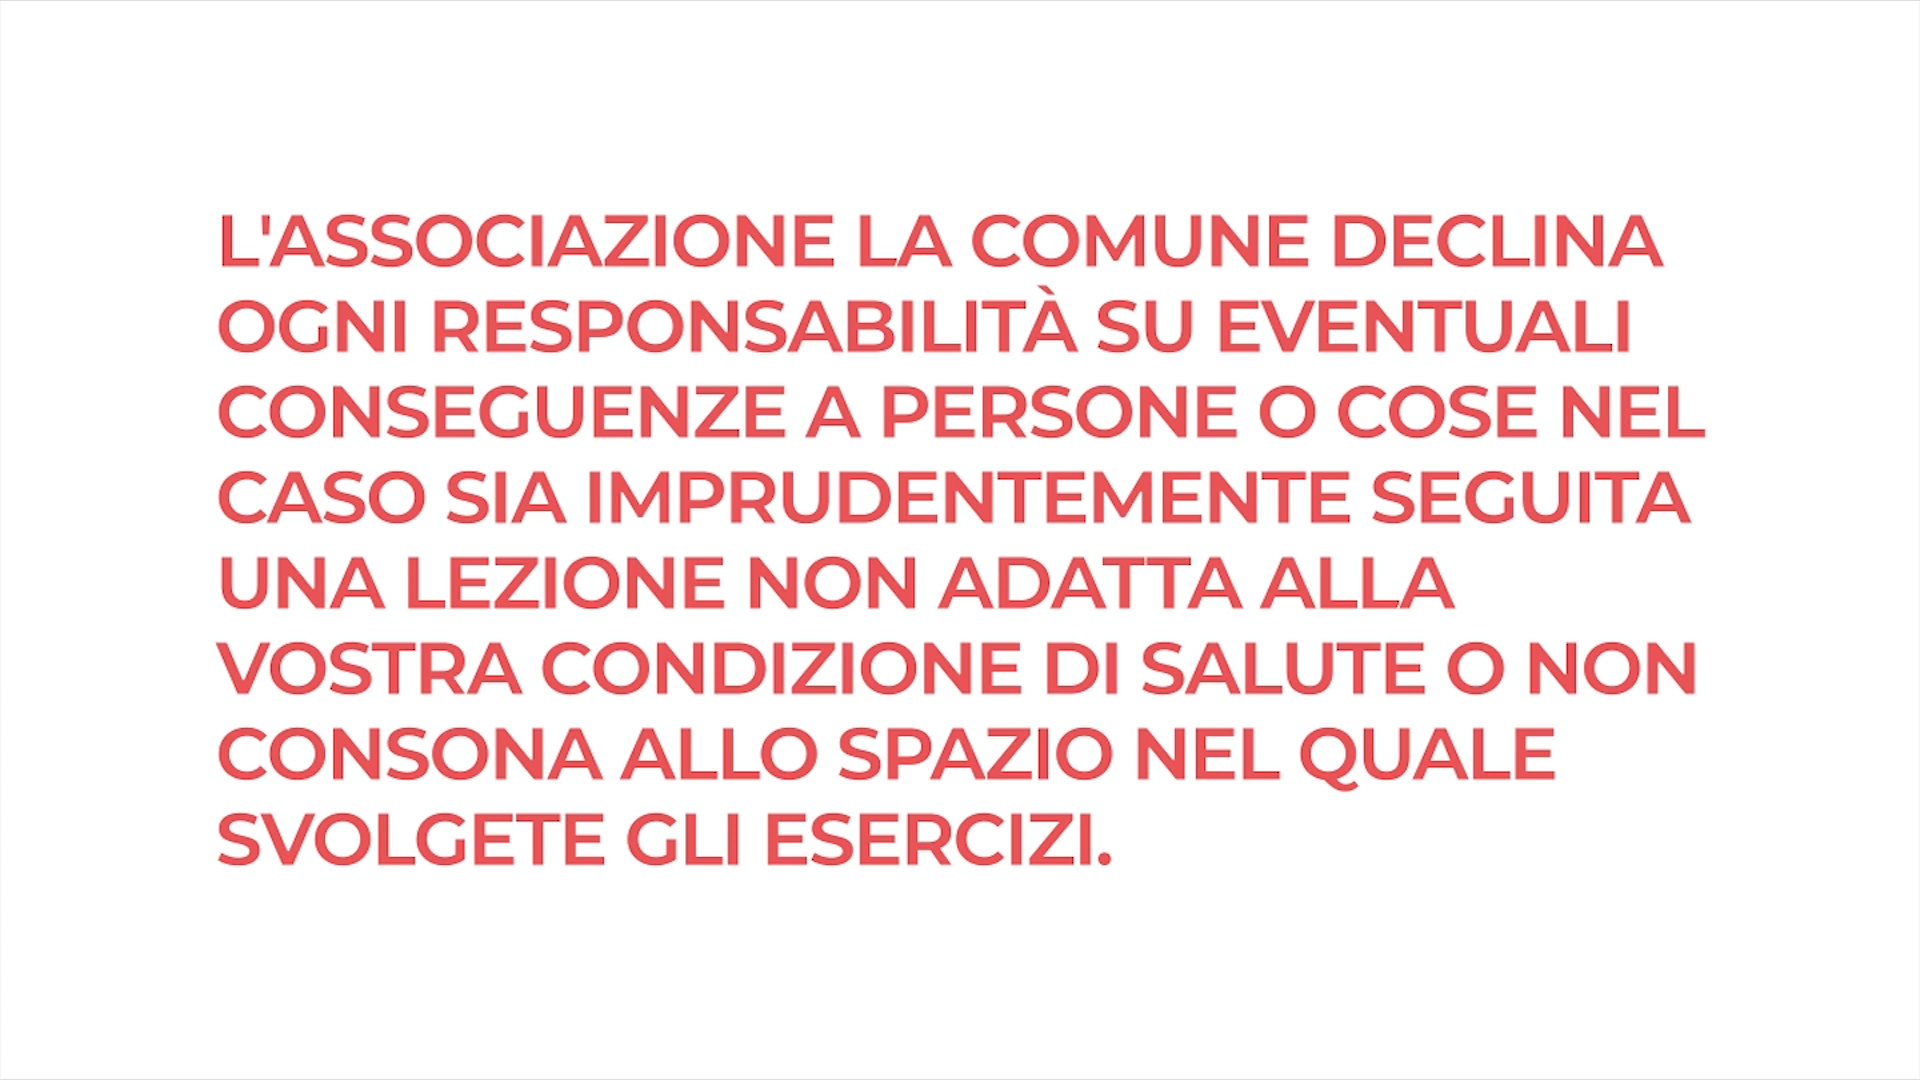 L'ASSOCIAZIONE LA COMUNE DECLINA
OGNI RESPONSABILITÀ SU EVENTUALI
CONSEGUENZE A PERSONE O COSE NEL
CASO SIA IMPRUDENTEMENTE SEGUITA
UNA LEZIONE NON ADATTA ALLA
VOSTRA CONDIZIONE DI SALUTE O NON
CONSONA ALLO SPAZIO NEL QUALE
SVOLGETE GLI ESERCIZI.